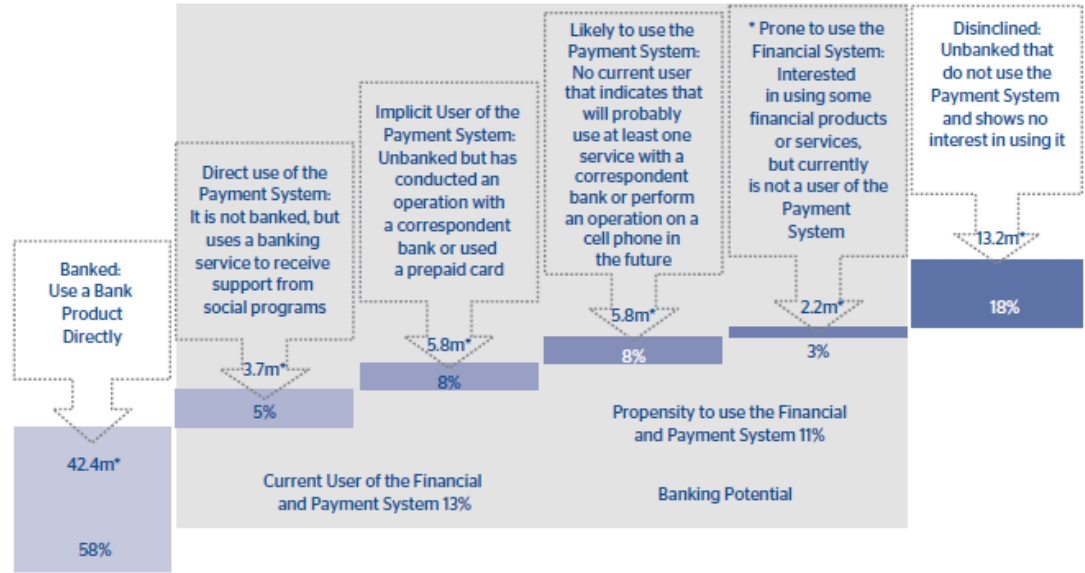 Banked:
Use a Bank
Product
Directly
42.4m*
58%
Direct use of the
Payment System:
It is not banked, but
uses a banking
service to receive
support from
social programs
3.7m*
5%
Implicit User of the
Payment System:
Unbanked but has
conducted an
operation with
a correspondent
bank or used
a prepaid card
5.8m*
8%
Likely to use the
Payment System:
No current user
that indicates that
will probably
use at least one
service with a
correspondent
bank or perform
an operation on a
cell phone in
the future
5.8m*
8%
* Prone to use the
Financial System:
Interested
in using some
financial products
or services,
but currently
is not a user of the
Payment
System
2.2m*
3%
Disinclined:
Unbanked that
do not use the
Payment System
and shows no
interest in using it
13.2m*
18%
Current User of the Financial
and Payment System 13%
Propensity to use the Financial
and Payment System 11%
Banking Potential